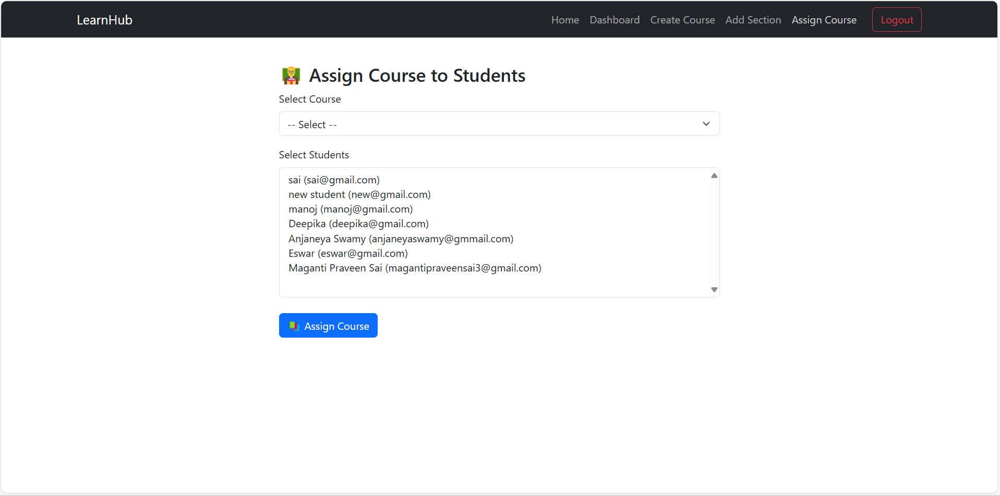 LearnHub Home Dashboard Create Course Add Section Assign Course Logout
Assign Course to Students
Select Course
-- Select --
Select Students
sai (sai@gmail.com)
new student (new@gmail.com)
manoj (manoj@gmail.com)
Deepika (deepika@gmail.com)
Anjaneya Swamy (anjaneyaswamy@gmmail.com)
Eswar (eswar@gmail.com)
Maganti Praveen Sai (magantipraveensai3@gmail.com)
Assign Course